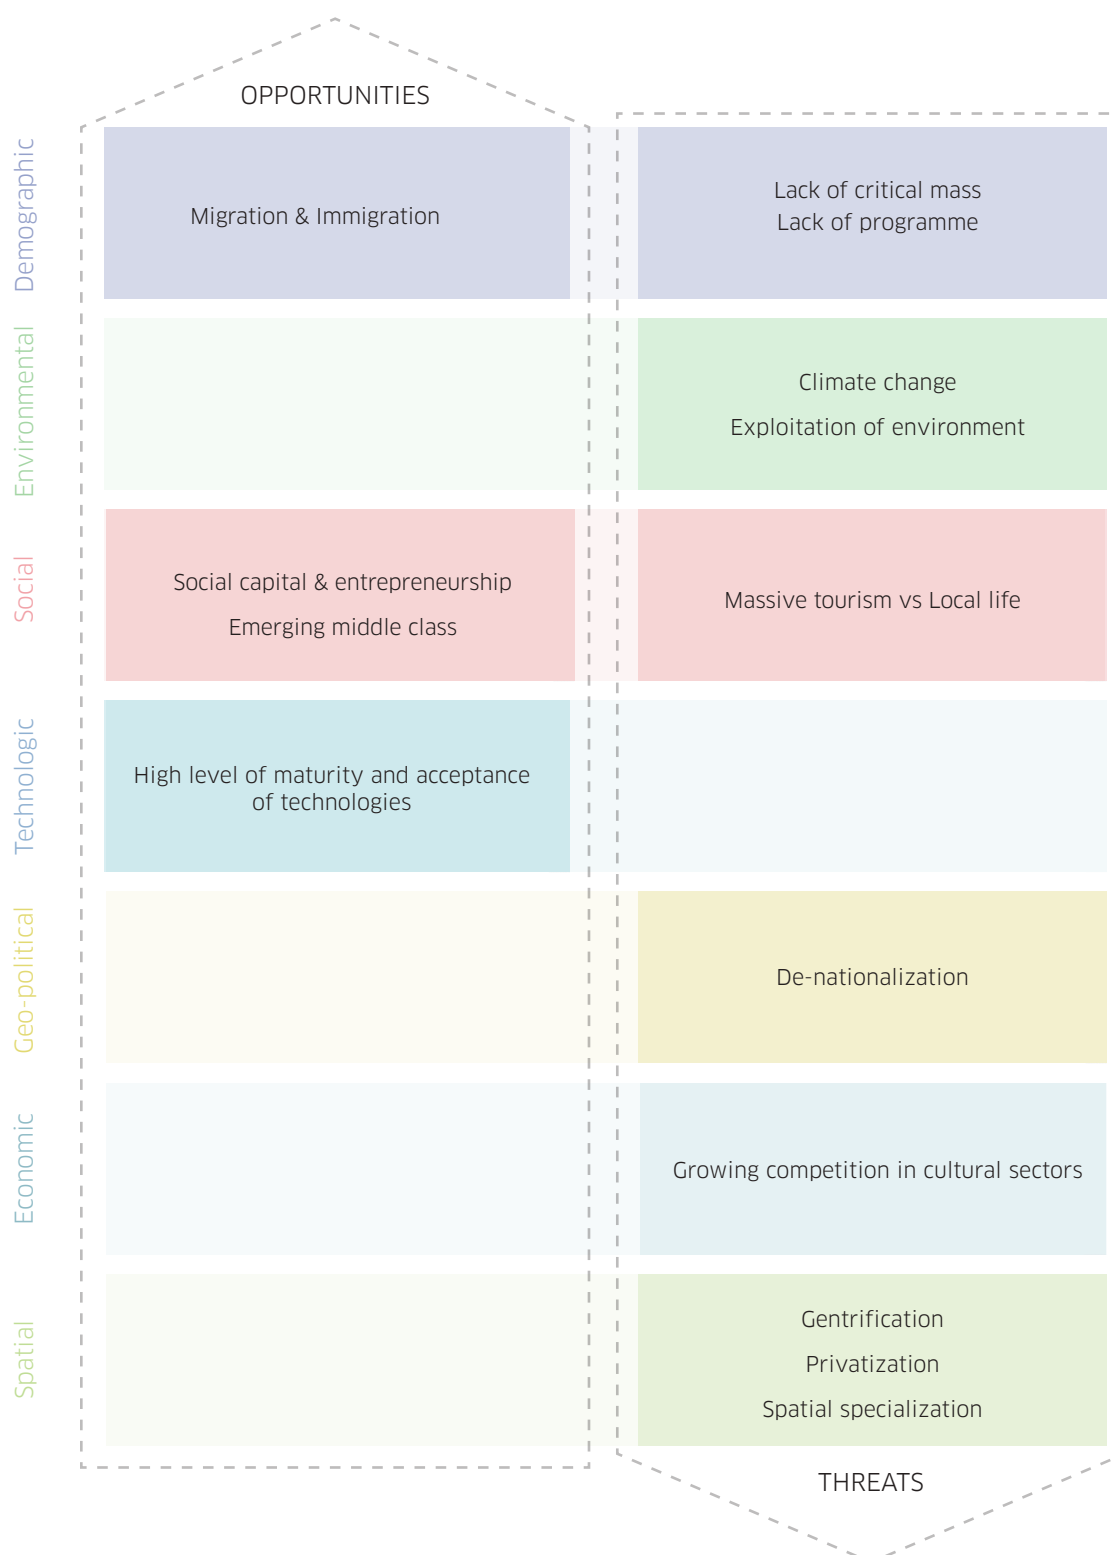 OPPORTUNITIES
Demographic
Migration & Immigration
Lack of critical mass
Lack of programme
Environmental
Climate change
Exploitation of environment
Social
Social capital & entrepreneurship
Emerging middle class
Massive tourism vs Local life
Technologic
High level of maturity and acceptance
of technologies
Geo-political
De-nationalization
Economic
Growing competition in cultural sectors
Spatial
Gentrification
Privatization
Spatial specialization
THREATS